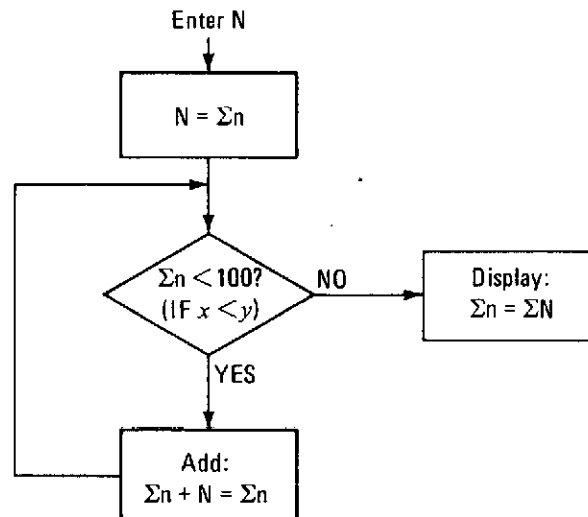 Enter N
N = Σn
Σn < 100?
(IF x < y)
NO
Display:
Σn = ΣN
YES
Add:
Σn + N = Σn